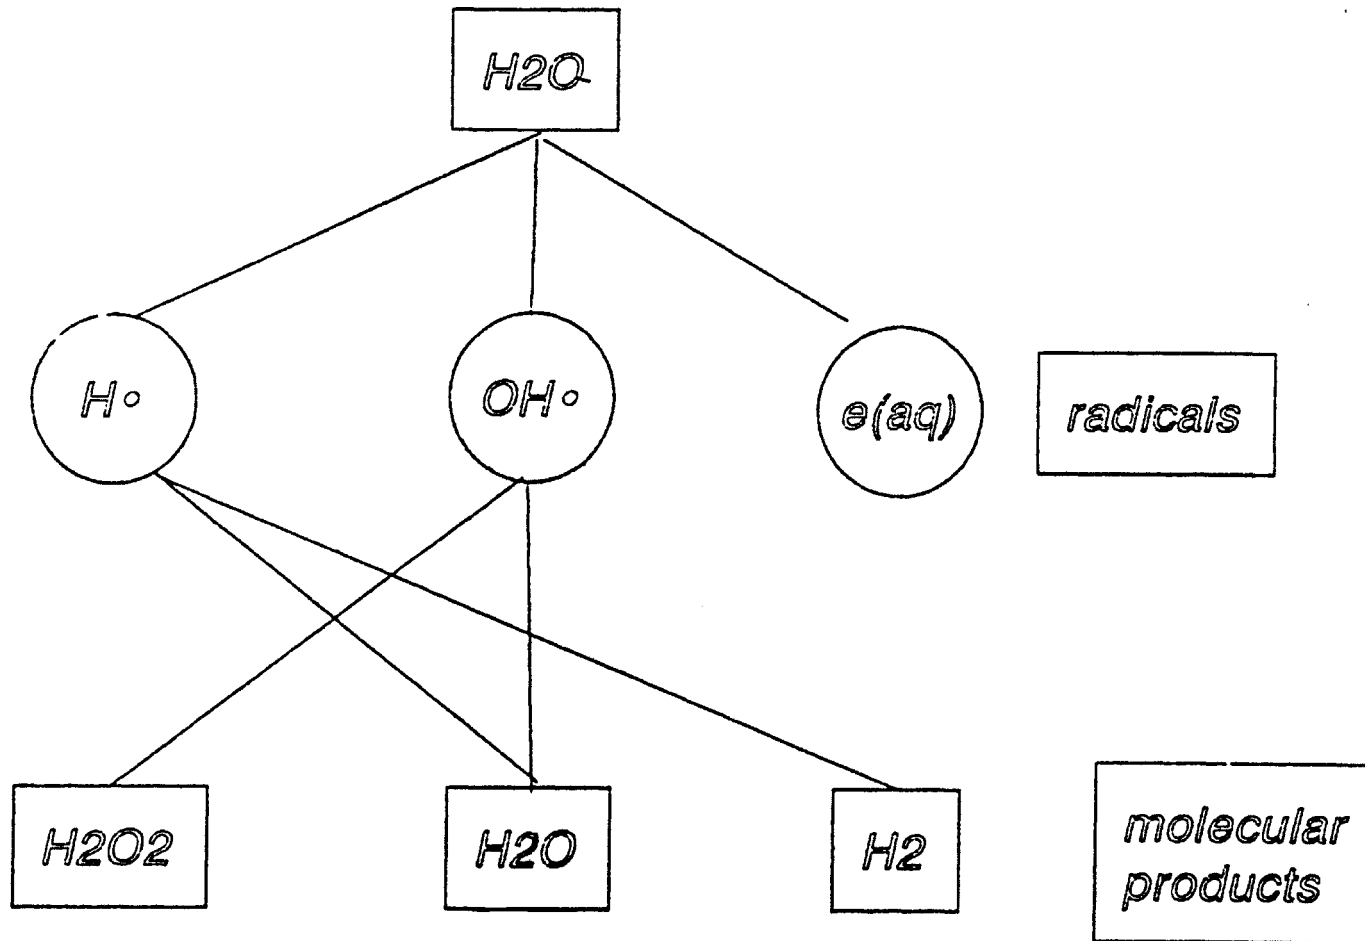 H2O
H∘
OH∘
e(aq)
radicals
H2O2
H2O
H2
molecular
products